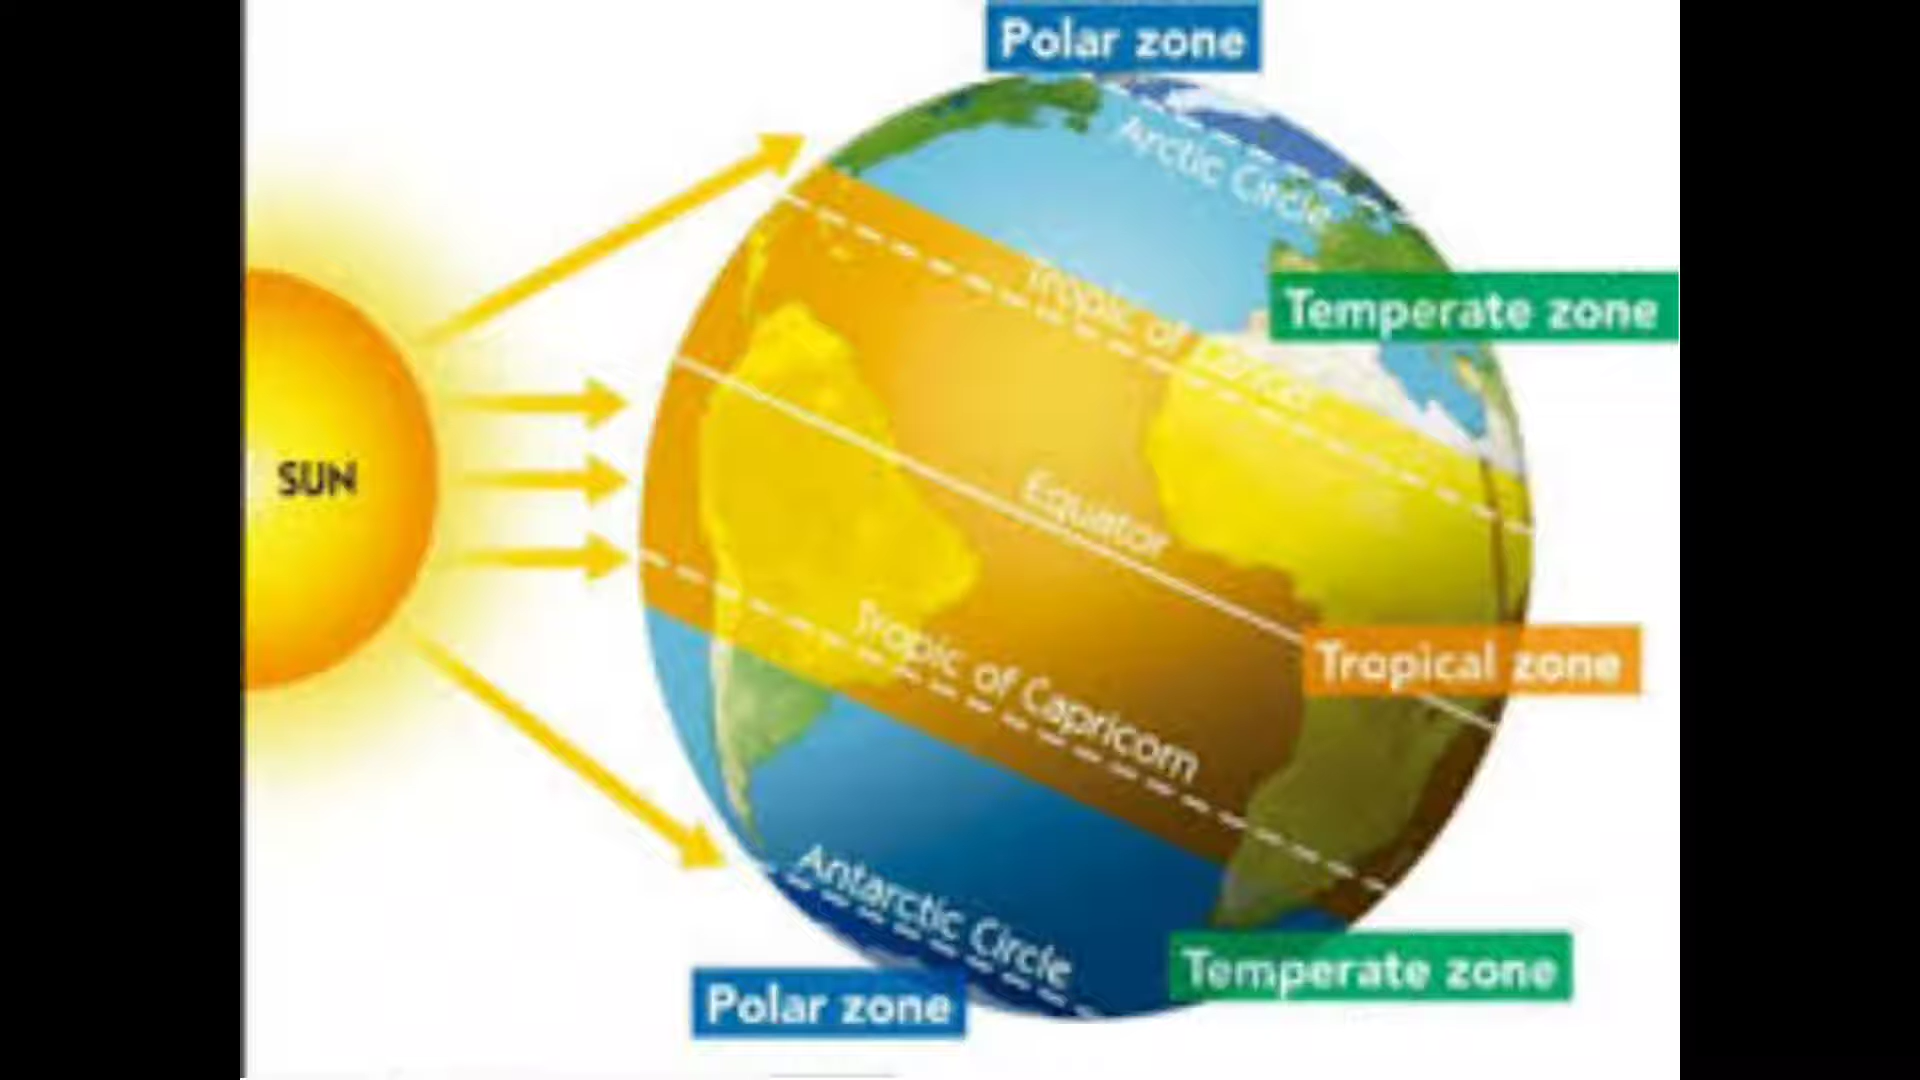 Polar zone
Arctic Circle
Temperate zone
Tropic of Cancer
SUN
Equator
Tropical zone
Tropic of Capricorn
Antarctic Circle
Temperate zone
Polar zone